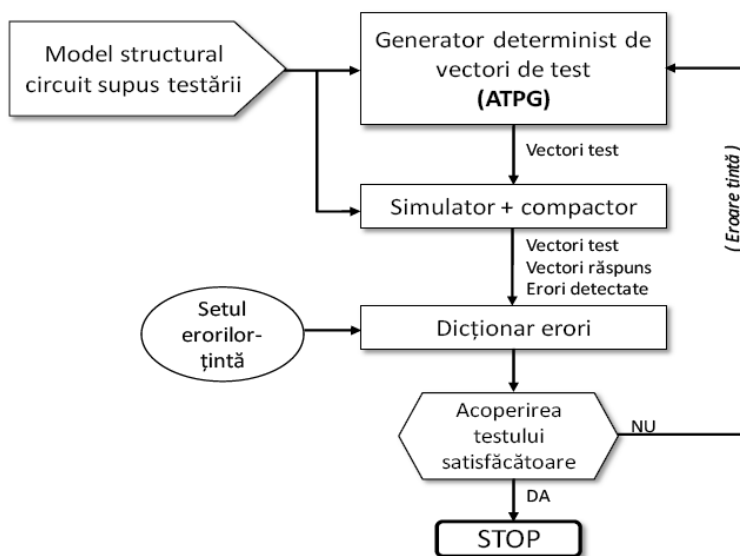 Model structural
circuit supus testării
Generator determinist de
vectori de test
(ATPG)
Vectori test
Simulator + compactor
Vectori test
Vectori răspuns
Erori detectate
Setul
erorilor-
țintă
Dicționar erori
Acoperirea
testului
satisfăcătoare
NU
(Eroare țintă)
DA
STOP